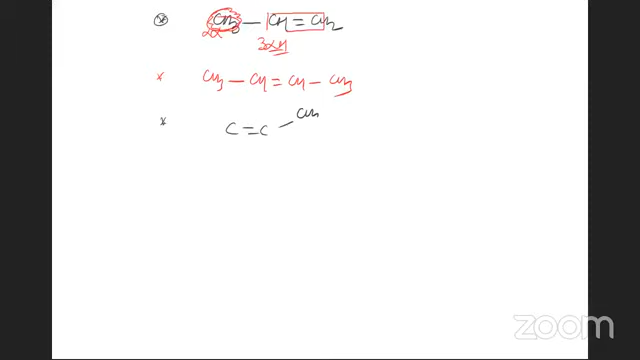 CH3 — CH = CH2
3αH
* CH3 — CH = CH — CH3
CH3
* C = C
zoom